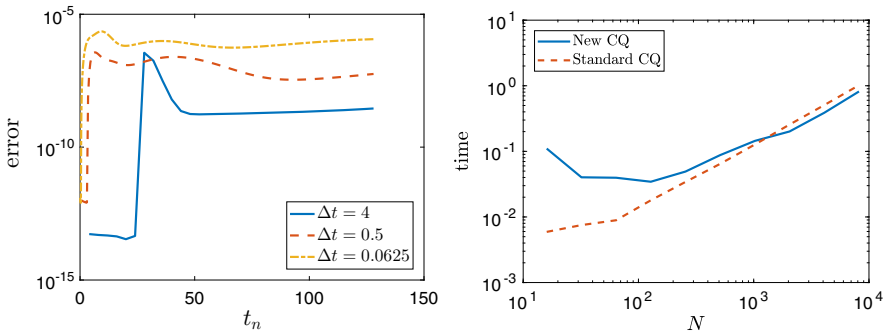 10^-5
10^-10
10^-15
error
0
50
100
150
t_n
Δt = 4
Δt = 0.5
Δt = 0.0625
10^1
10^0
10^-1
10^-2
10^-3
time
10^1
10^2
10^3
10^4
N
New CQ
Standard CQ